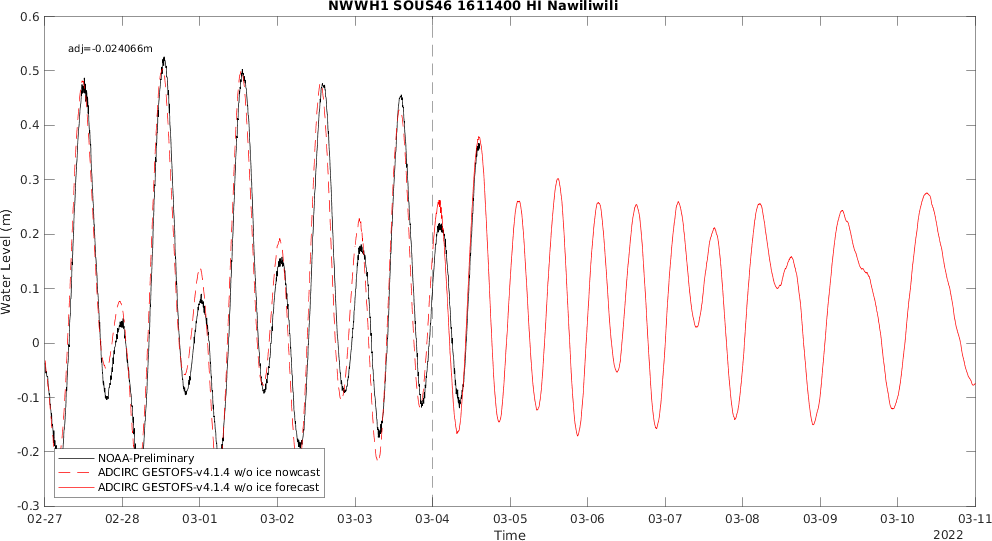 NWWH1 SOUS46 1611400 HI Nawiliwili
adj=-0.024066m
Water Level (m)
0.6
0.5
0.4
0.3
0.2
0.1
0
-0.1
-0.2
-0.3
NOAA-Preliminary
ADCIRC GESTOFS-v4.1.4 w/o ice nowcast
ADCIRC GESTOFS-v4.1.4 w/o ice forecast
02-27 02-28 03-01 03-02 03-03 03-04 03-05 03-06 03-07 03-08 03-09 03-10 03-11
Time
2022